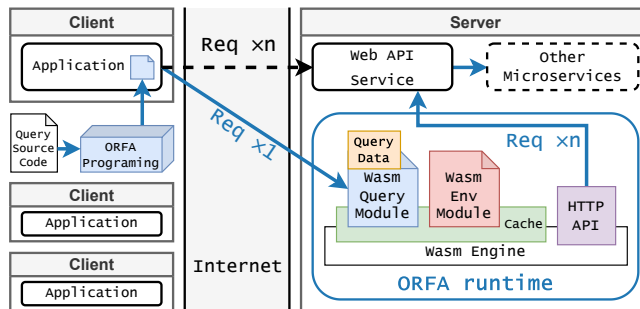 Client
Application
Query
Source
Code
ORFA
Programing
Client
Application
Client
Application
Req ×n
Req ×1
Internet
Server
Web API
Service
Other
Microservices
Req ×n
Query
Data
Wasm
Query
Module
Wasm
Env
Module
Cache
HTTP
API
Wasm Engine
ORFA runtime